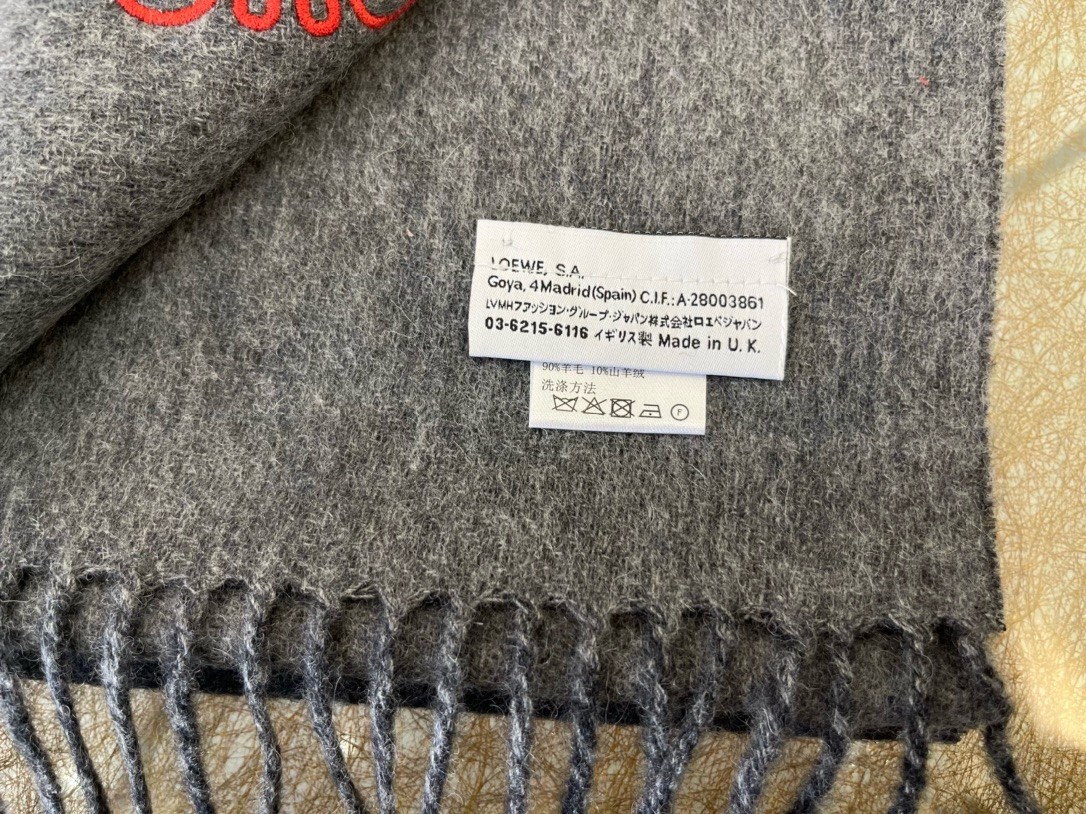 LOEWE, S.A.
Goya, 4 Madrid (Spain) C.I.F.: A-28003861
LVMHファッション・グループ・ジャパン株式会社ロエベジャパン
03-6215-6116 イギリス製 Made in U. K.
90%羊毛 10%山羊绒
洗涤方法
F